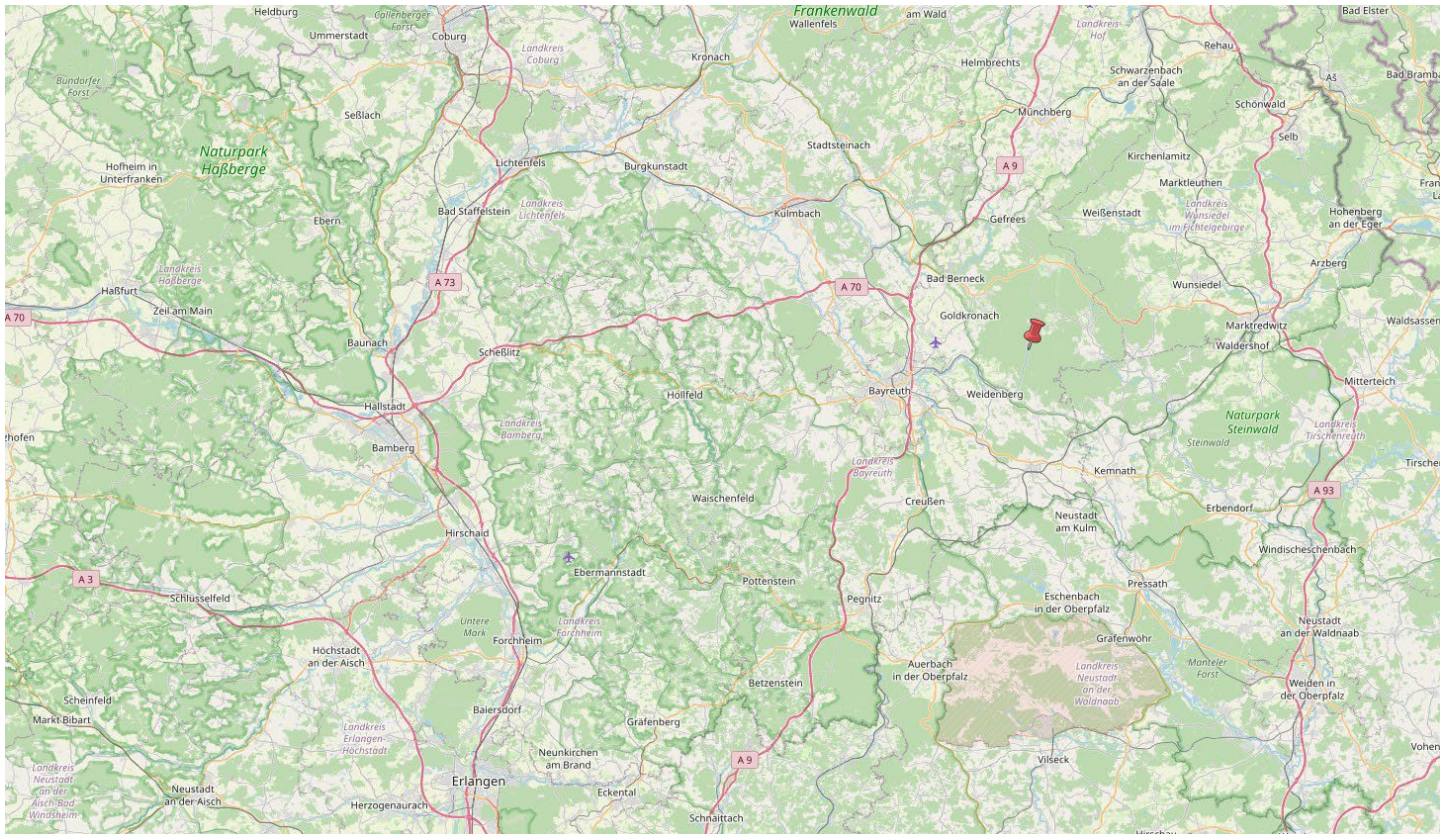 Heldburg
Ummerstadt
Callenberger
Forst
Coburg
Landkreis
Coburg
Kronach
Frankenwald
Wallenfels
am Wald
Landkreis
Hof
Helmbrechts
Rehau
Bad Elster
Bundorfer
Forst
Seßlach
Schwarzenbach
an der Saale
Aš
Bad Bramba
Münchberg
Schönwald
Selb
Naturpark
Haßberge
Hofheim in
Unterfranken
Lichtenfels
Burgkunstadt
Stadtsteinach
A 9
Kirchenlamitz
Marktleuthen
Fran
Ebern
Bad Staffelstein
Landkreis
Lichtenfels
Kulmbach
Gefrees
Weißenstadt
Landkreis
Wunsiedel
im Fichtelgebirge
Hohenberg
an der Eger
Landkreis
Haßberge
Haßfurt
Zeil am Main
A 70
A 73
A 70
Bad Berneck
Wunsiedel
Arzberg
Goldkronach
Baunach
Scheßlitz
Marktredwitz
Waldershof
Waldsassen
Hollfeld
Bayreuth
Weidenberg
Mitterteich
Hallstadt
Bamberg
Landkreis
Bamberg
Naturpark
Steinwald
Steinwald
Landkreis
Tirschenreuth
zhofen
Landkreis
Bayreuth
Kemnath
Tirschen
Waischenfeld
Creußen
Neustadt
am Kulm
Erbendorf
A 93
Hirschaid
Windischeschenbach
A 3
Schlüsselfeld
Ebermannstadt
Pottenstein
Pegnitz
Pressath
Eschenbach
in der Oberpfalz
Untere
Mark
Landkreis
Forchheim
Forchheim
Höchstadt
an der Aisch
Grafenwöhr
Neustadt
an der Waldnaab
Auerbach
in der Oberpfalz
Landkreis
Neustadt
an der
Waldnaab
Manteler
Forst
Weiden in
der Oberpfalz
Scheinfeld
Markt Bibart
Betzenstein
Baiersdorf
Gräfenberg
Landkreis
Erlangen-
Höchstadt
Neunkirchen
am Brand
A 9
Vilseck
Vohen
Landkreis
Neustadt
an der
Aisch-Bad
Windsheim
Neustadt
an der Aisch
Erlangen
Herzogenaurach
Eckental
Schnaittach
Hirschau